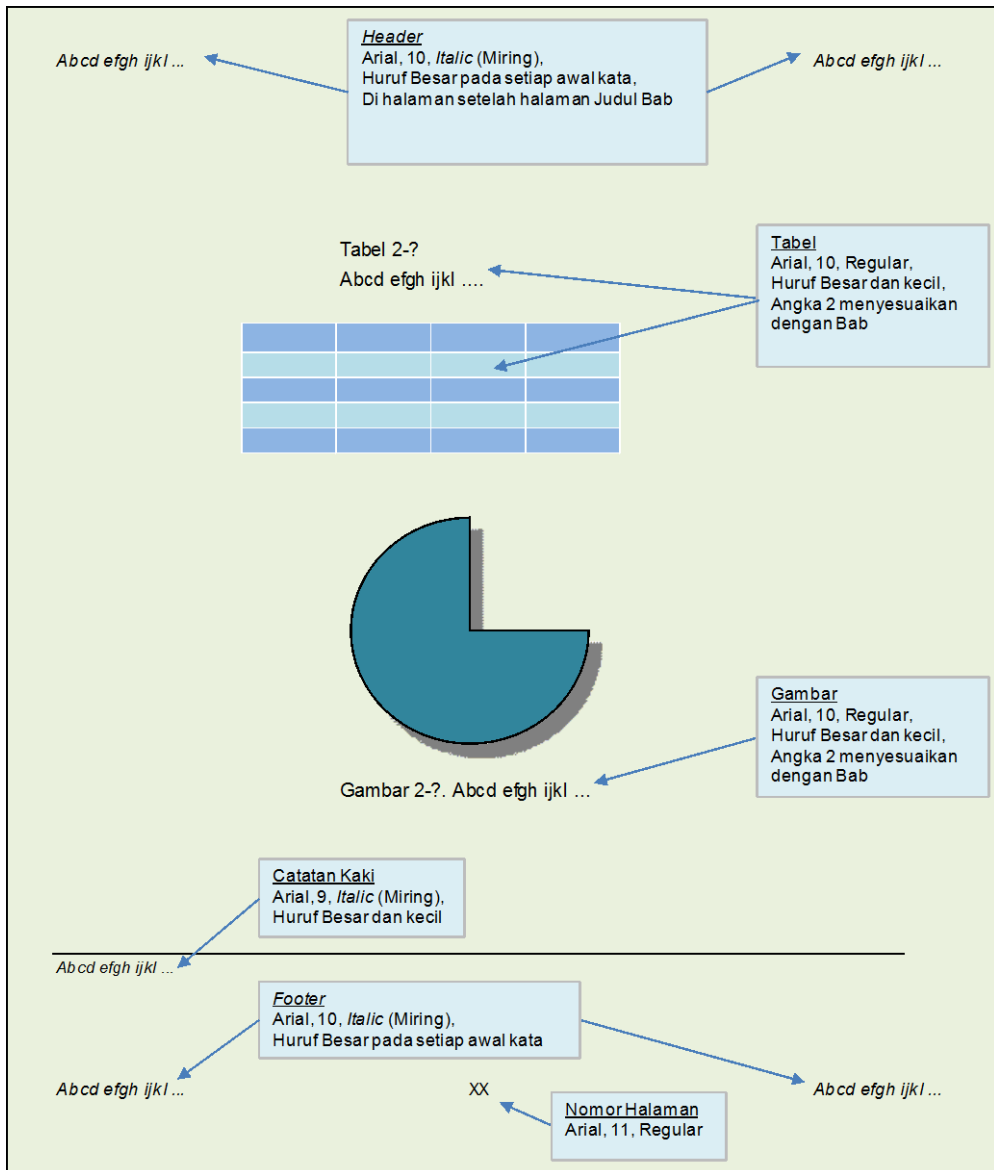 Header
Abcd efgh ijkl ...
Arial, 10, Italic (Miring),
Huruf Besar pada setiap awal kata,
Di halaman setelah halaman Judul Bab
Abcd efgh ijkl ...
Tabel 2-?
Abcd efgh ijkl ....
Tabel
Arial, 10, Regular,
Huruf Besar dan kecil,
Angka 2 menyesuaikan
dengan Bab
Gambar
Arial, 10, Regular,
Huruf Besar dan kecil,
Angka 2 menyesuaikan
dengan Bab
Gambar 2-?. Abcd efgh ijkl ...
Catatan Kaki
Arial, 9, Italic (Miring),
Huruf Besar dan kecil
Abcd efgh ijkl ...
Footer
Arial, 10, Italic (Miring),
Huruf Besar pada setiap awal kata
Abcd efgh ijkl ...
XX
Abcd efgh ijkl ...
Nomor Halaman
Arial, 11, Regular